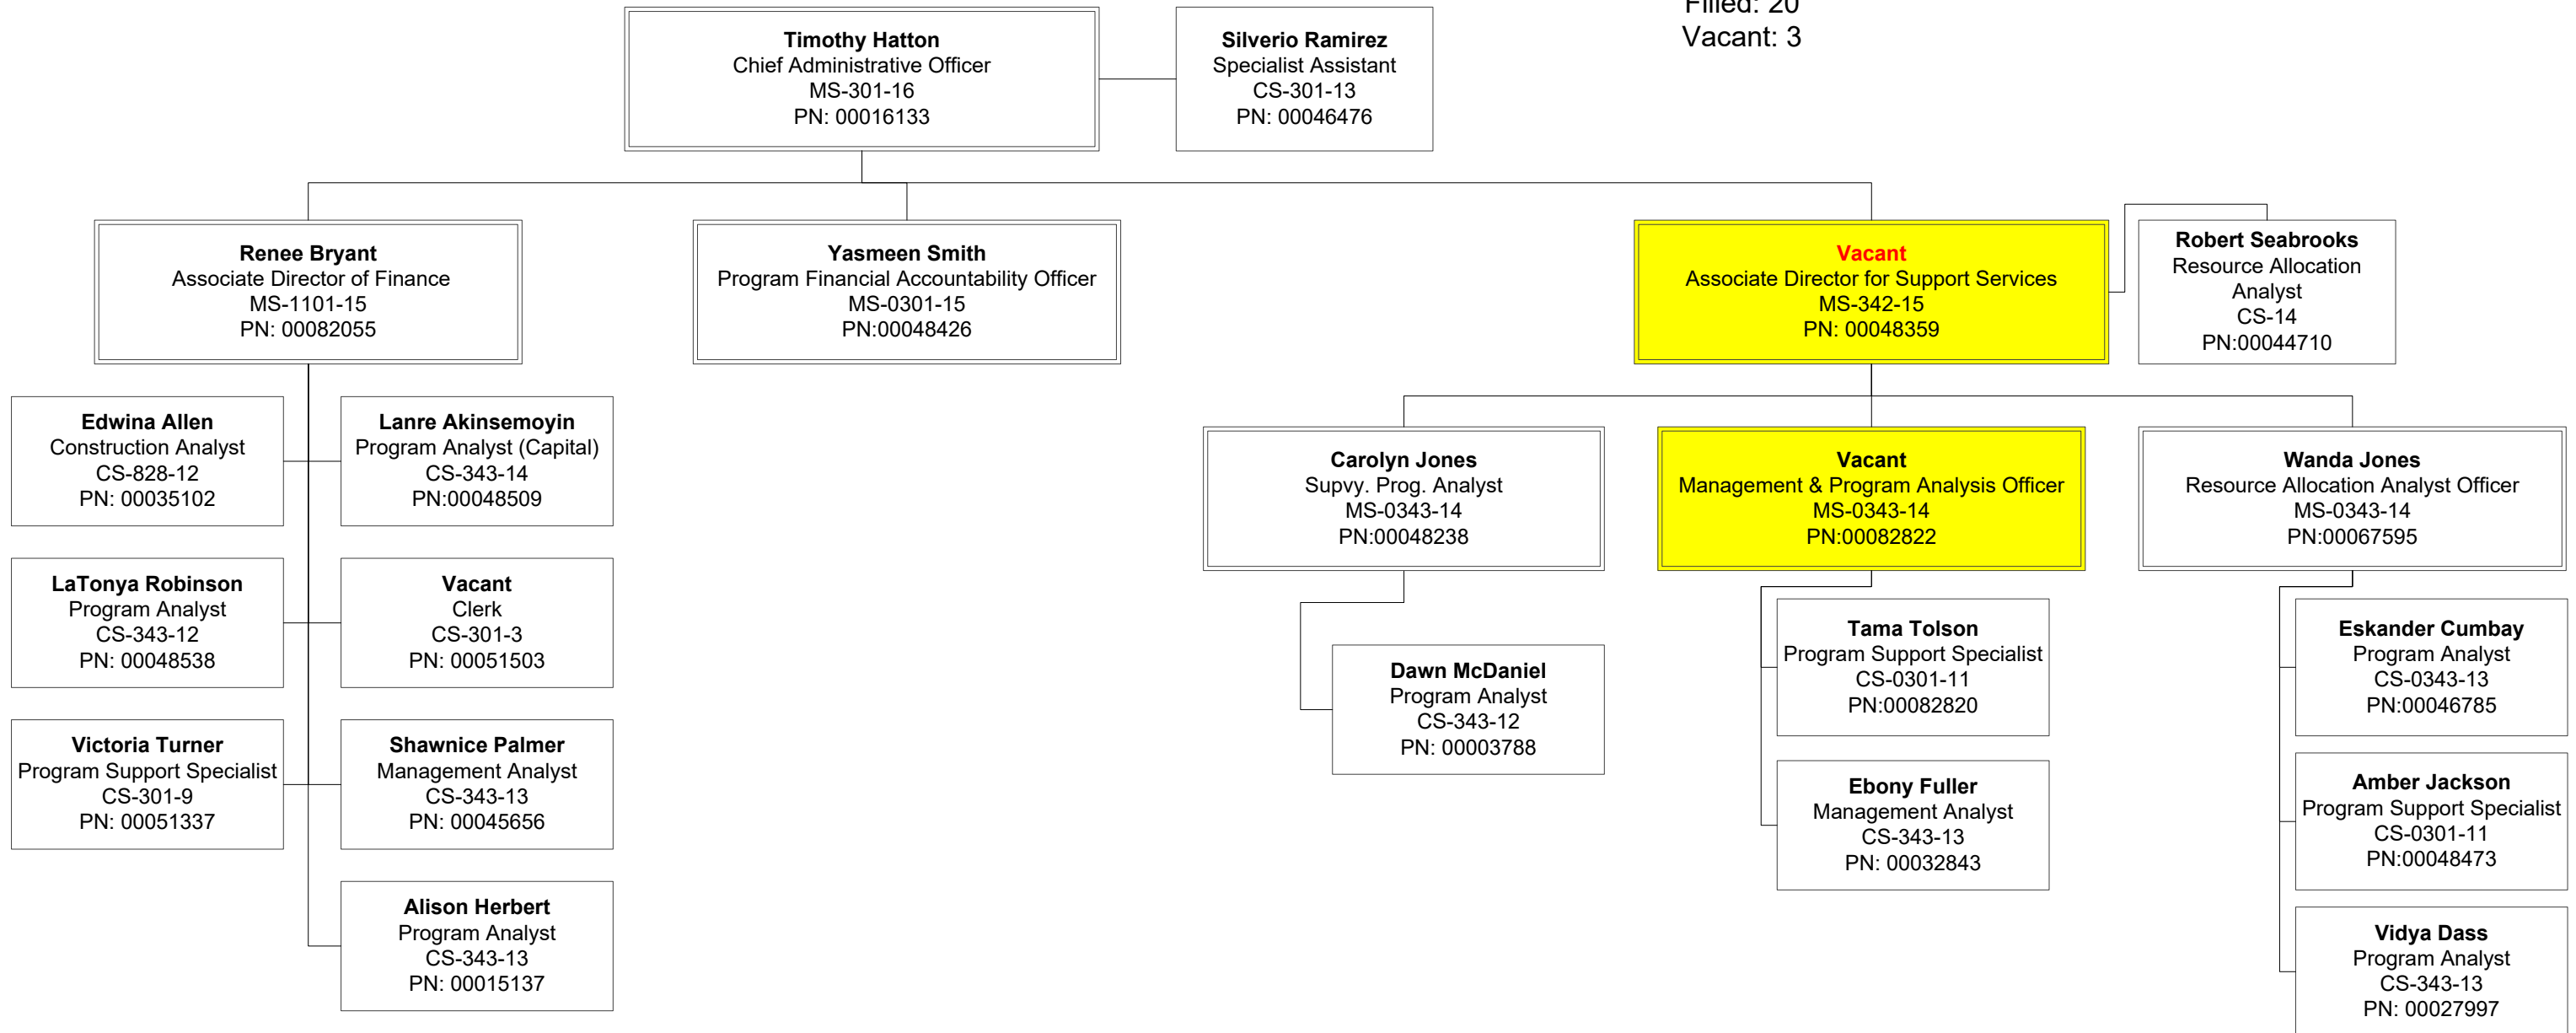 Filled: 20
Vacant: 3
Timothy Hatton
Chief Administrative Officer
MS-301-16
PN: 00016133
Silverio Ramirez
Specialist Assistant
CS-301-13
PN: 00046476
Renee Bryant
Associate Director of Finance
MS-1101-15
PN: 00082055
Yasmeen Smith
Program Financial Accountability Officer
MS-0301-15
PN:00048426
Vacant
Associate Director for Support Services
MS-342-15
PN: 00048359
Robert Seabrooks
Resource Allocation
Analyst
CS-14
PN:00044710
Edwina Allen
Construction Analyst
CS-828-12
PN: 00035102
Lanre Akinsemoyin
Program Analyst (Capital)
CS-343-14
PN:00048509
LaTonya Robinson
Program Analyst
CS-343-12
PN: 00048538
Vacant
Clerk
CS-301-3
PN: 00051503
Victoria Turner
Program Support Specialist
CS-301-9
PN: 00051337
Shawnice Palmer
Management Analyst
CS-343-13
PN: 00045656
Alison Herbert
Program Analyst
CS-343-13
PN: 00015137
Carolyn Jones
Supvy. Prog. Analyst
MS-0343-14
PN:00048238
Dawn McDaniel
Program Analyst
CS-343-12
PN: 00003788
Vacant
Management & Program Analysis Officer
MS-0343-14
PN:00082822
Tama Tolson
Program Support Specialist
CS-0301-11
PN:00082820
Ebony Fuller
Management Analyst
CS-343-13
PN: 00032843
Wanda Jones
Resource Allocation Analyst Officer
MS-0343-14
PN:00067595
Eskander Cumbay
Program Analyst
CS-0343-13
PN:00046785
Amber Jackson
Program Support Specialist
CS-0301-11
PN:00048473
Vidya Dass
Program Analyst
CS-343-13
PN: 00027997